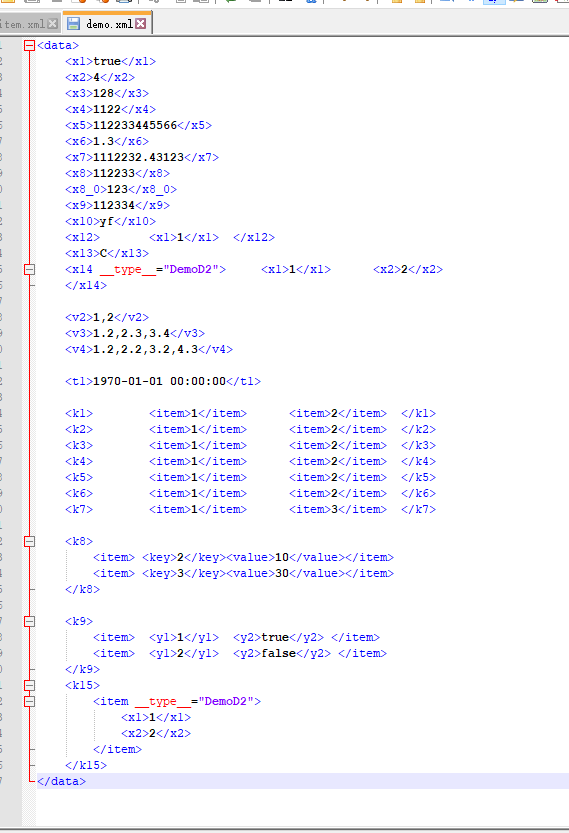 item.xml demo.xml
<data>
<x1>true</x1>
<x2>4</x2>
<x3>128</x3>
<x4>1122</x4>
<x5>112233445566</x5>
<x6>1.3</x6>
<x7>1112232.43123</x7>
<x8>112233</x8>
<x8_0>123</x8_0>
<x9>112334</x9>
<x10>yf</x10>
<x12> <x1>1</x1> </x12>
<x13>C</x13>
<x14 __type__="DemoD2"> <x1>1</x1> <x2>2</x2>
</x14>
<v2>1,2</v2>
<v3>1.2,2.3,3.4</v3>
<v4>1.2,2.2,3.2,4.3</v4>
<t1>1970-01-01 00:00:00</t1>
<k1> <item>1</item> <item>2</item> </k1>
<k2> <item>1</item> <item>2</item> </k2>
<k3> <item>1</item> <item>2</item> </k3>
<k4> <item>1</item> <item>2</item> </k4>
<k5> <item>1</item> <item>2</item> </k5>
<k6> <item>1</item> <item>2</item> </k6>
<k7> <item>1</item> <item>3</item> </k7>
<k8>
<item> <key>2</key><value>10</value></item>
<item> <key>3</key><value>30</value></item>
</k8>
<k9>
<item> <y1>1</y1> <y2>true</y2> </item>
<item> <y1>2</y1> <y2>false</y2> </item>
</k9>
<k15>
<item __type__="DemoD2">
<x1>1</x1>
<x2>2</x2>
</item>
</k15>
</data>